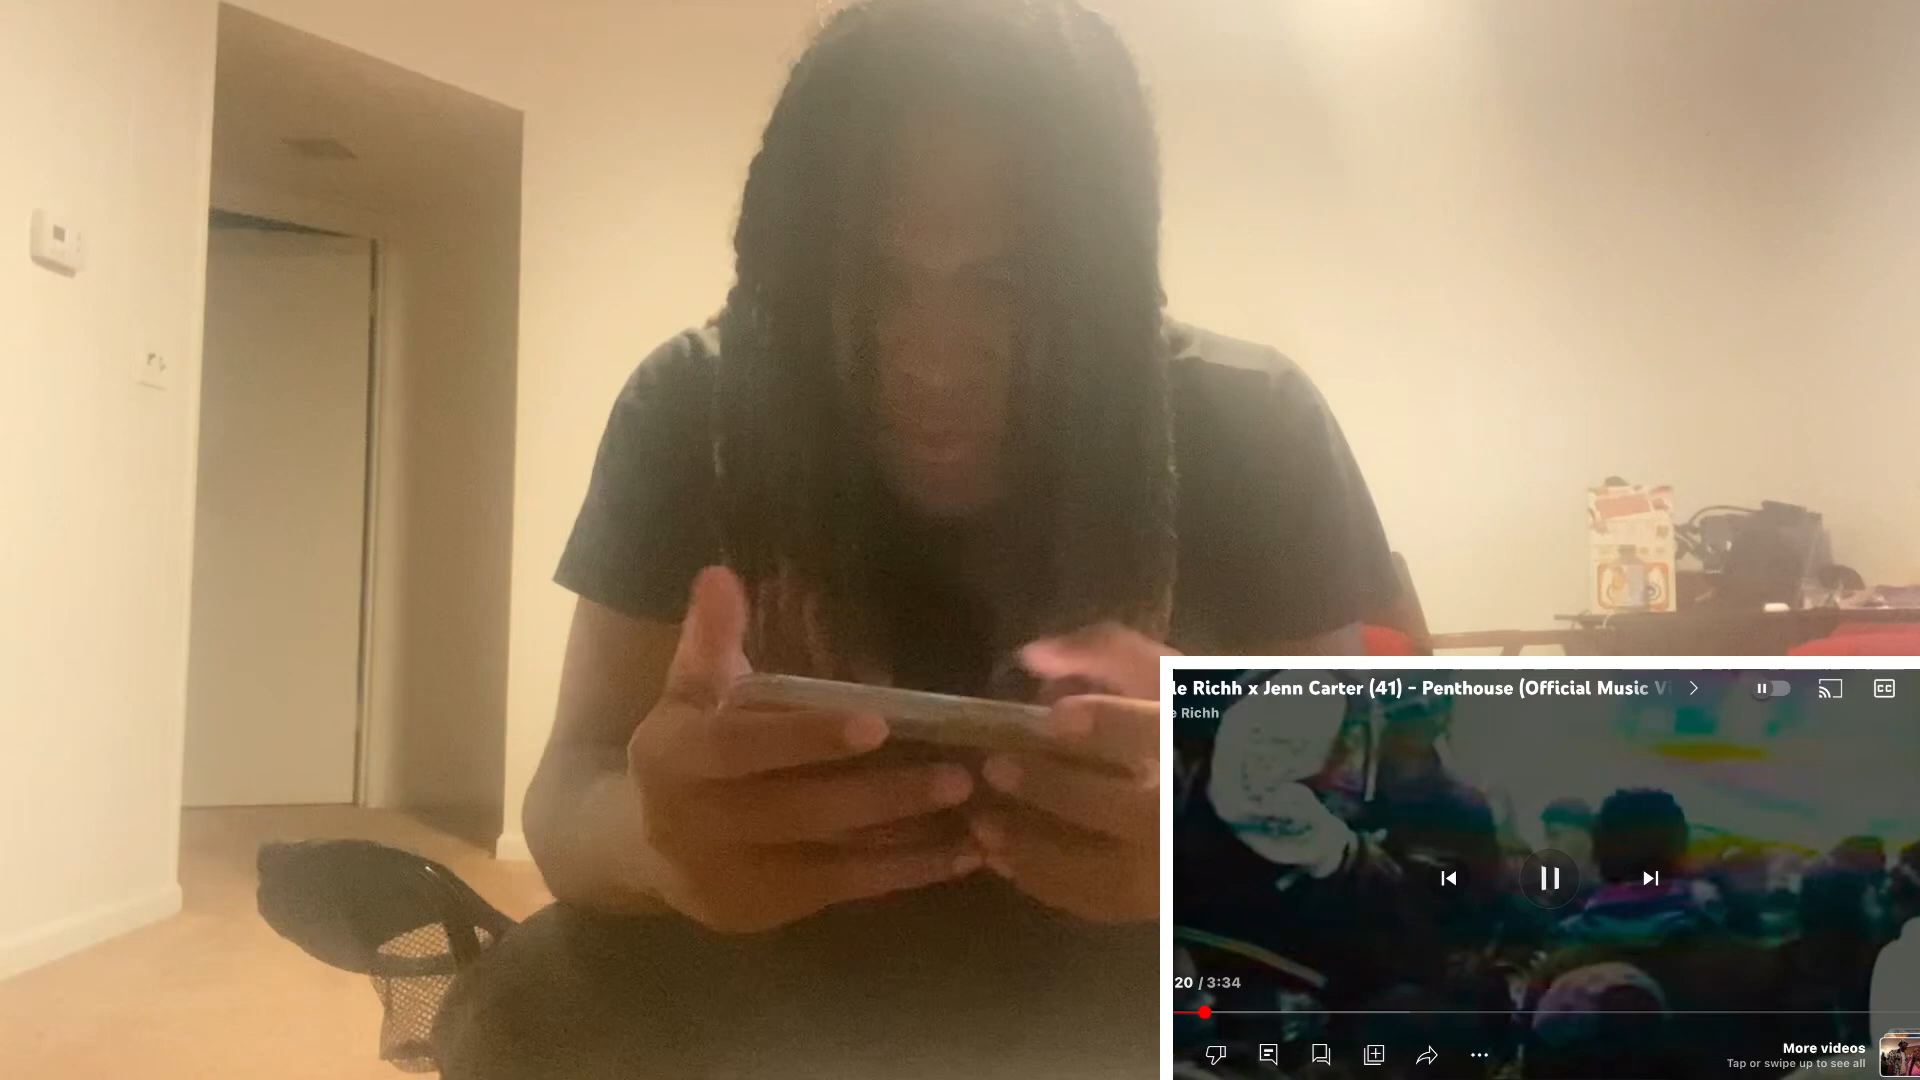 le Richh x Jenn Carter (41) – Penthouse (Official Music Vi
e Richh
20 / 3:34
More videos
Tap or swipe up to see all